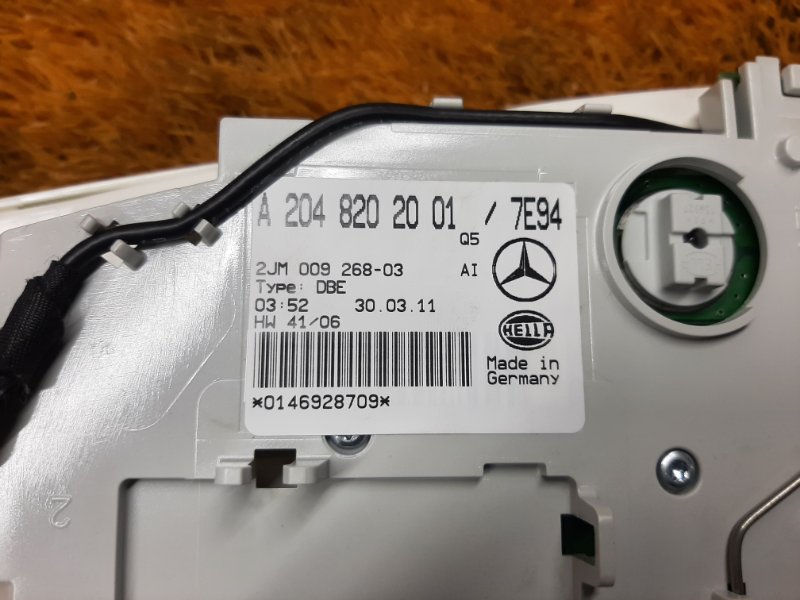 A 204 820 20 01 / 7E94
Q5
2JM 009 268-03 AI
Type: DBE
03:52 30.03.11
HW 41/06
HELLA
Made in
Germany
*0146928709*
2